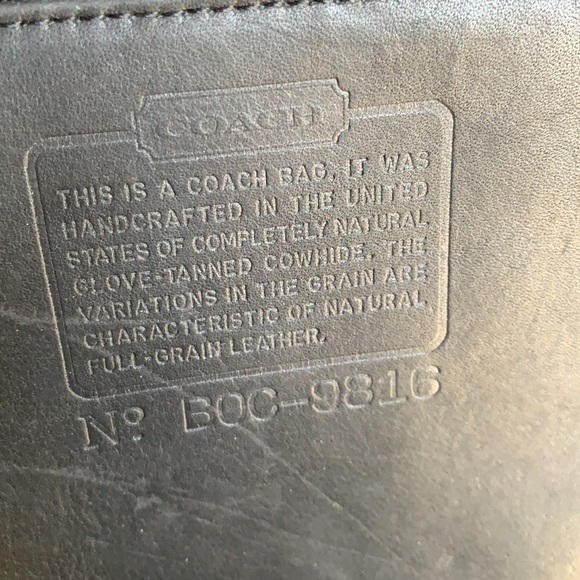 COACH
THIS IS A COACH BAG. IT WAS
HANDCRAFTED IN THE UNITED
STATES OF COMPLETELY NATURAL
GLOVE-TANNED COWHIDE. THE
VARIATIONS IN THE GRAIN ARE
CHARACTERISTIC OF NATURAL,
FULL-GRAIN LEATHER.
Nº BOC-9816